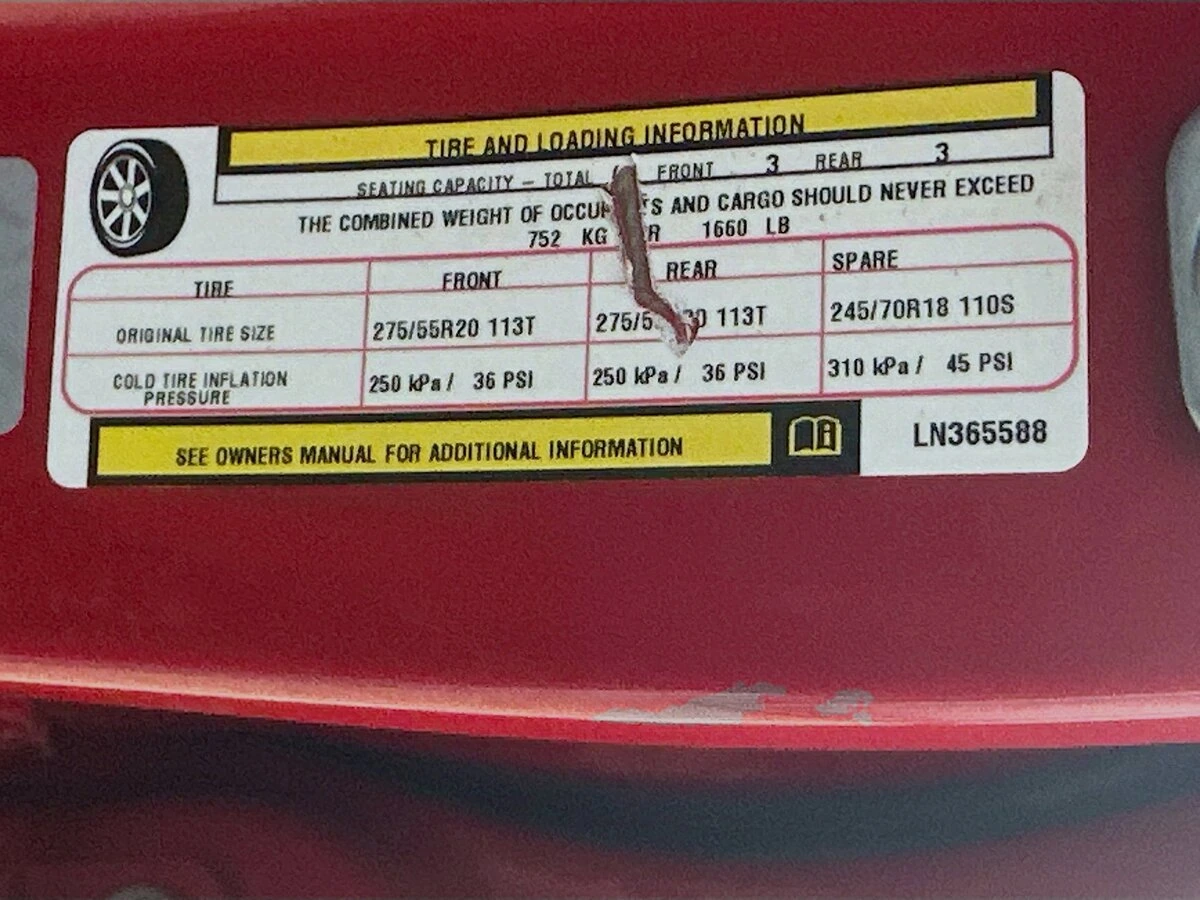 TIRE AND LOADING INFORMATION
SEATING CAPACITY – TOTAL FRONT 3 REAR 3
THE COMBINED WEIGHT OF AND CARGO SHOULD NEVER EXCEED
752 KG 1660 LB
TIRE FRONT REAR SPARE
ORIGINAL TIRE SIZE 275/55R20 113T 113T 245/70R18 110S
COLD TIRE INFLATION
PRESSURE 250 kPa / 36 PSI 250 kPa / 36 PSI 310 kPa / 45 PSI
SEE OWNERS MANUAL FOR ADDITIONAL INFORMATION
LN365588